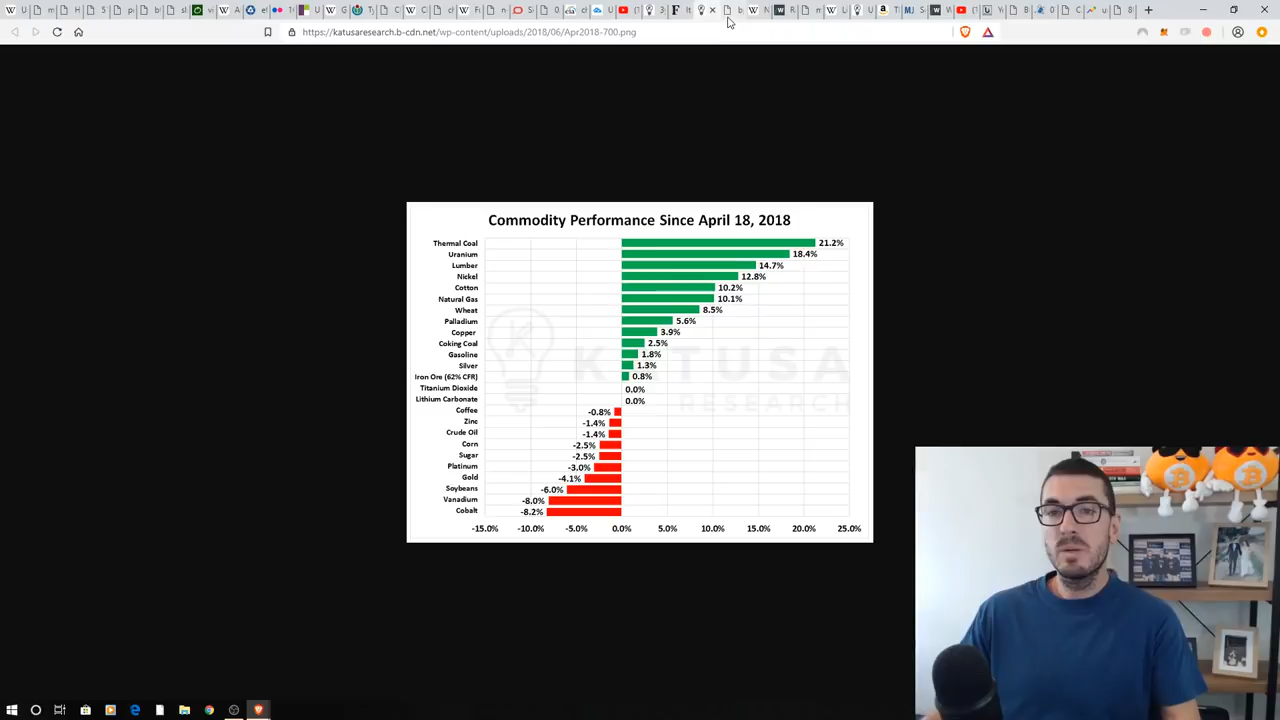 https://katusaresearch.b-cdn.net/wp-content/uploads/2018/06/Apr2018-700.png
Commodity Performance Since April 18, 2018
Thermal Coal 21.2%
Uranium 18.4%
Lumber 14.7%
Nickel 12.8%
Cotton 10.2%
Natural Gas 10.1%
Wheat 8.5%
Palladium 5.6%
Copper 3.9%
Coking Coal 2.5%
Gasoline 1.8%
Silver 1.3%
Iron Ore (62% CFR) 0.8%
Titanium Dioxide 0.0%
Lithium Carbonate 0.0%
Coffee -0.8%
Zinc -1.4%
Crude Oil -1.4%
Corn -2.5%
Sugar -2.5%
Platinum -3.0%
Gold -4.1%
Soybeans -6.0%
Vanadium -8.0%
Cobalt -8.2%
-15.0% -10.0% -5.0% 0.0% 5.0% 10.0% 15.0% 20.0% 25.0%
KATUSA
RESEARCH